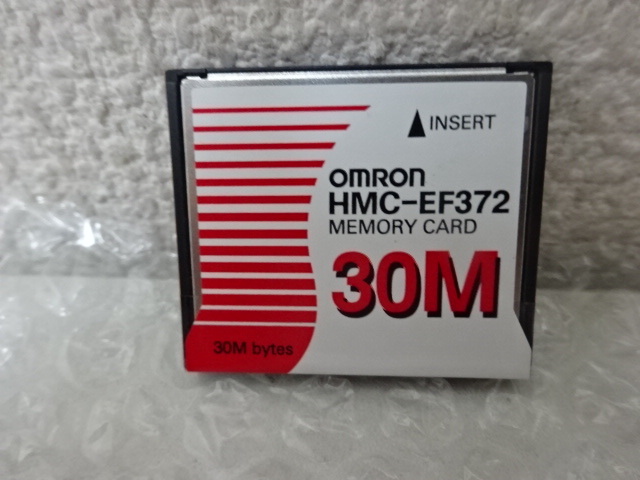 INSERT
omron
HMC-EF372
MEMORY CARD
30M
30M bytes